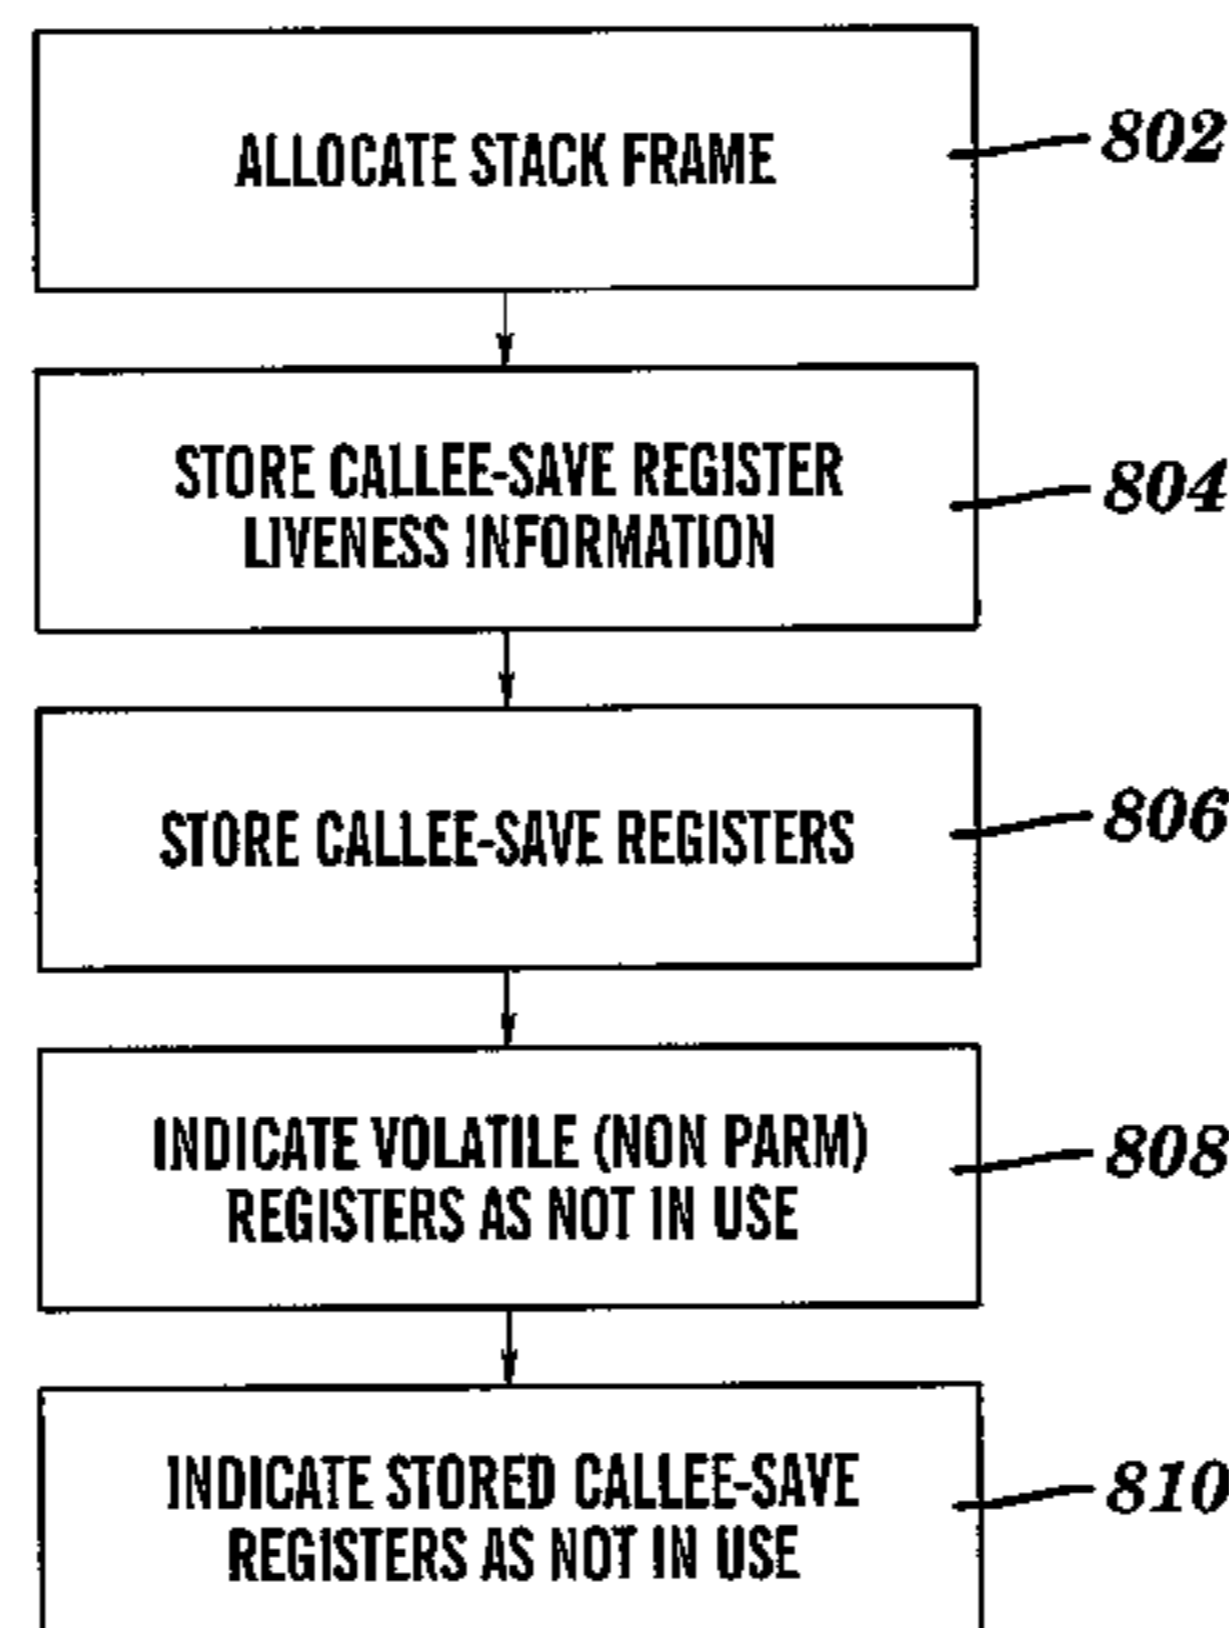 ALLOCATE STACK FRAME
802
STORE CALLEE-SAVE REGISTER
LIVENESS INFORMATION
804
STORE CALLEE-SAVE REGISTERS
806
INDICATE VOLATILE (NON PARM)
REGISTERS AS NOT IN USE
808
INDICATE STORED CALLEE-SAVE
REGISTERS AS NOT IN USE
810